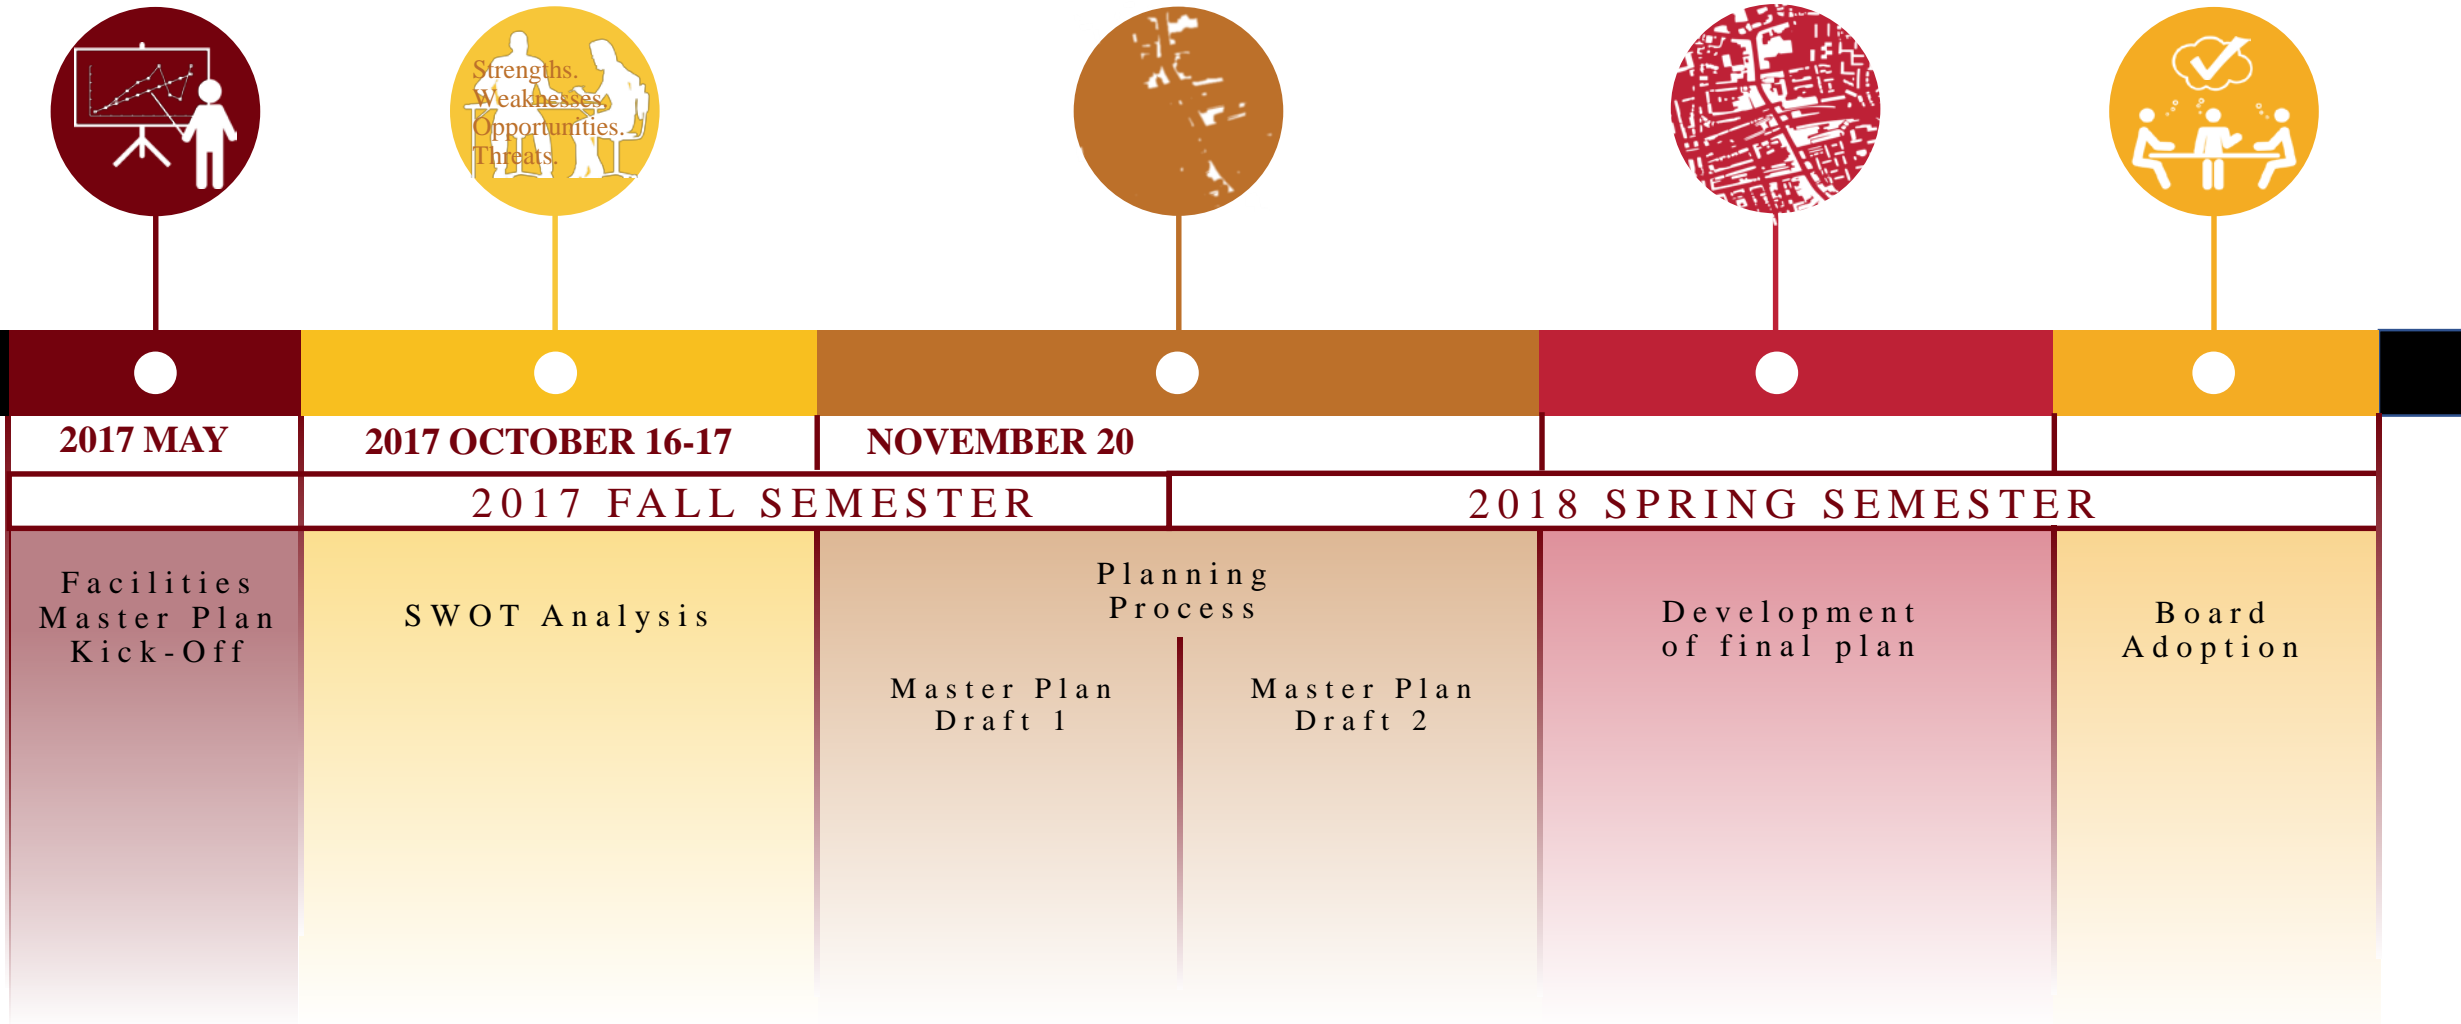 Strengths.
Weaknesses,
Opportunities.
Threats.
2017 MAY
2017 OCTOBER 16-17
NOVEMBER 20
2017 FALL SEMESTER
2018 SPRING SEMESTER
Facilities
Master Plan
Kick-Off
SWOT Analysis
Planning
Process
Master Plan
Draft 1
Master Plan
Draft 2
Development
of final plan
Board
Adoption